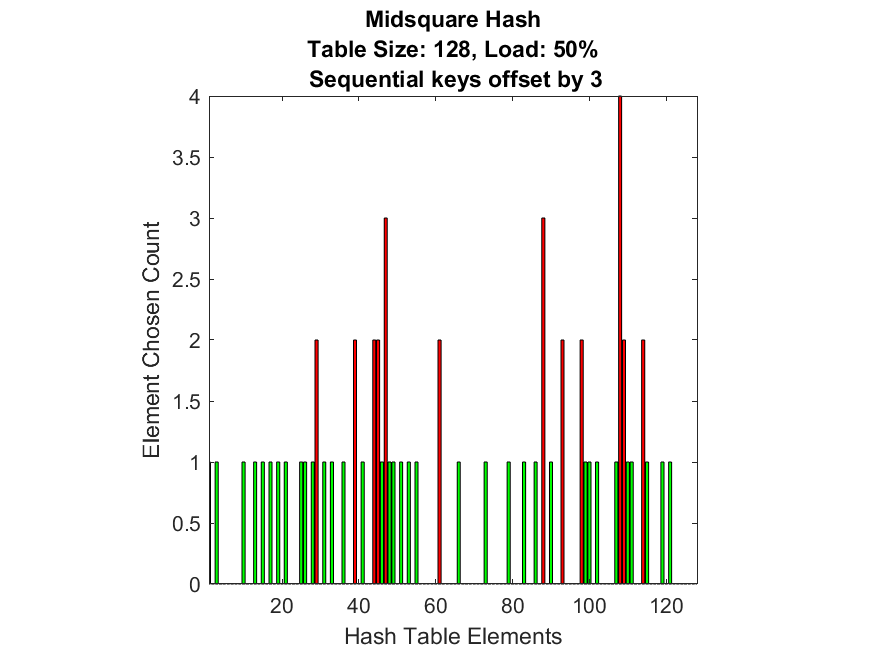 Midsquare Hash
Table Size: 128, Load: 50%
Sequential keys offset by 3
4
3.5
3
2.5
2
1.5
1
0.5
0
Element Chosen Count
20 40 60 80 100 120
Hash Table Elements